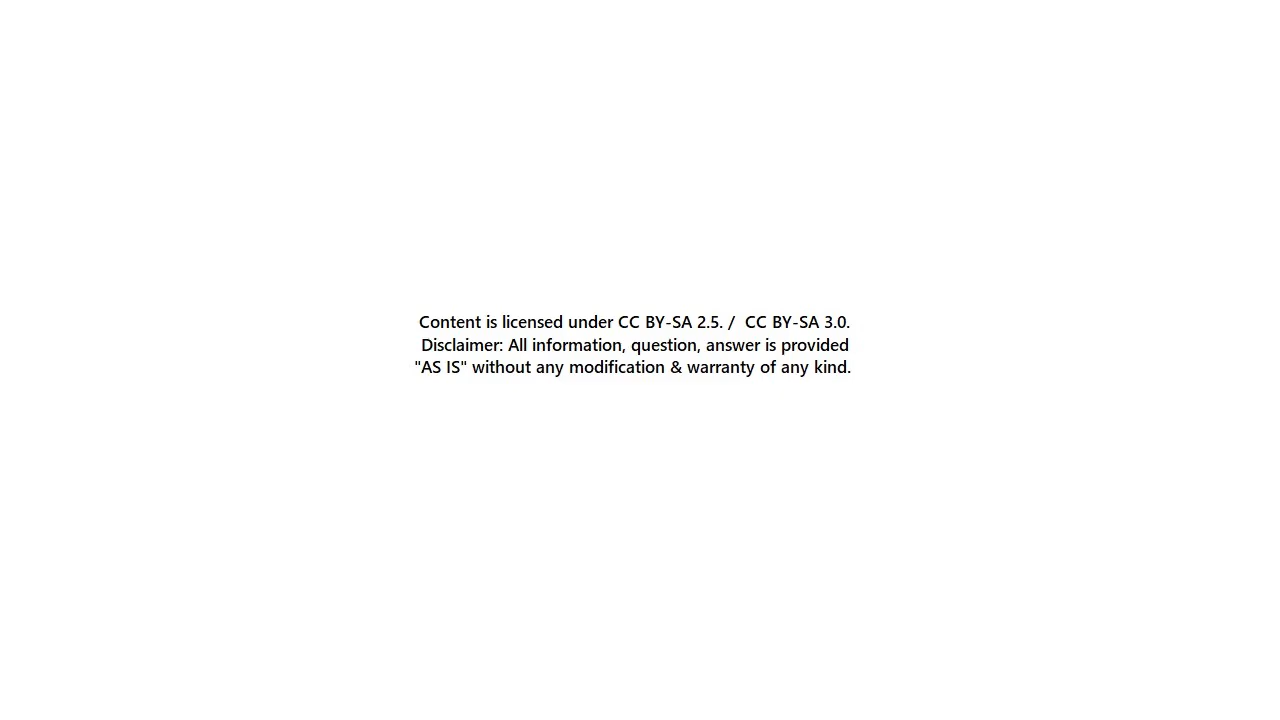 Content is licensed under CC BY-SA 2.5. /  CC BY-SA 3.0.
Disclaimer: All information, question, answer is provided
"AS IS" without any modification & warranty of any kind.